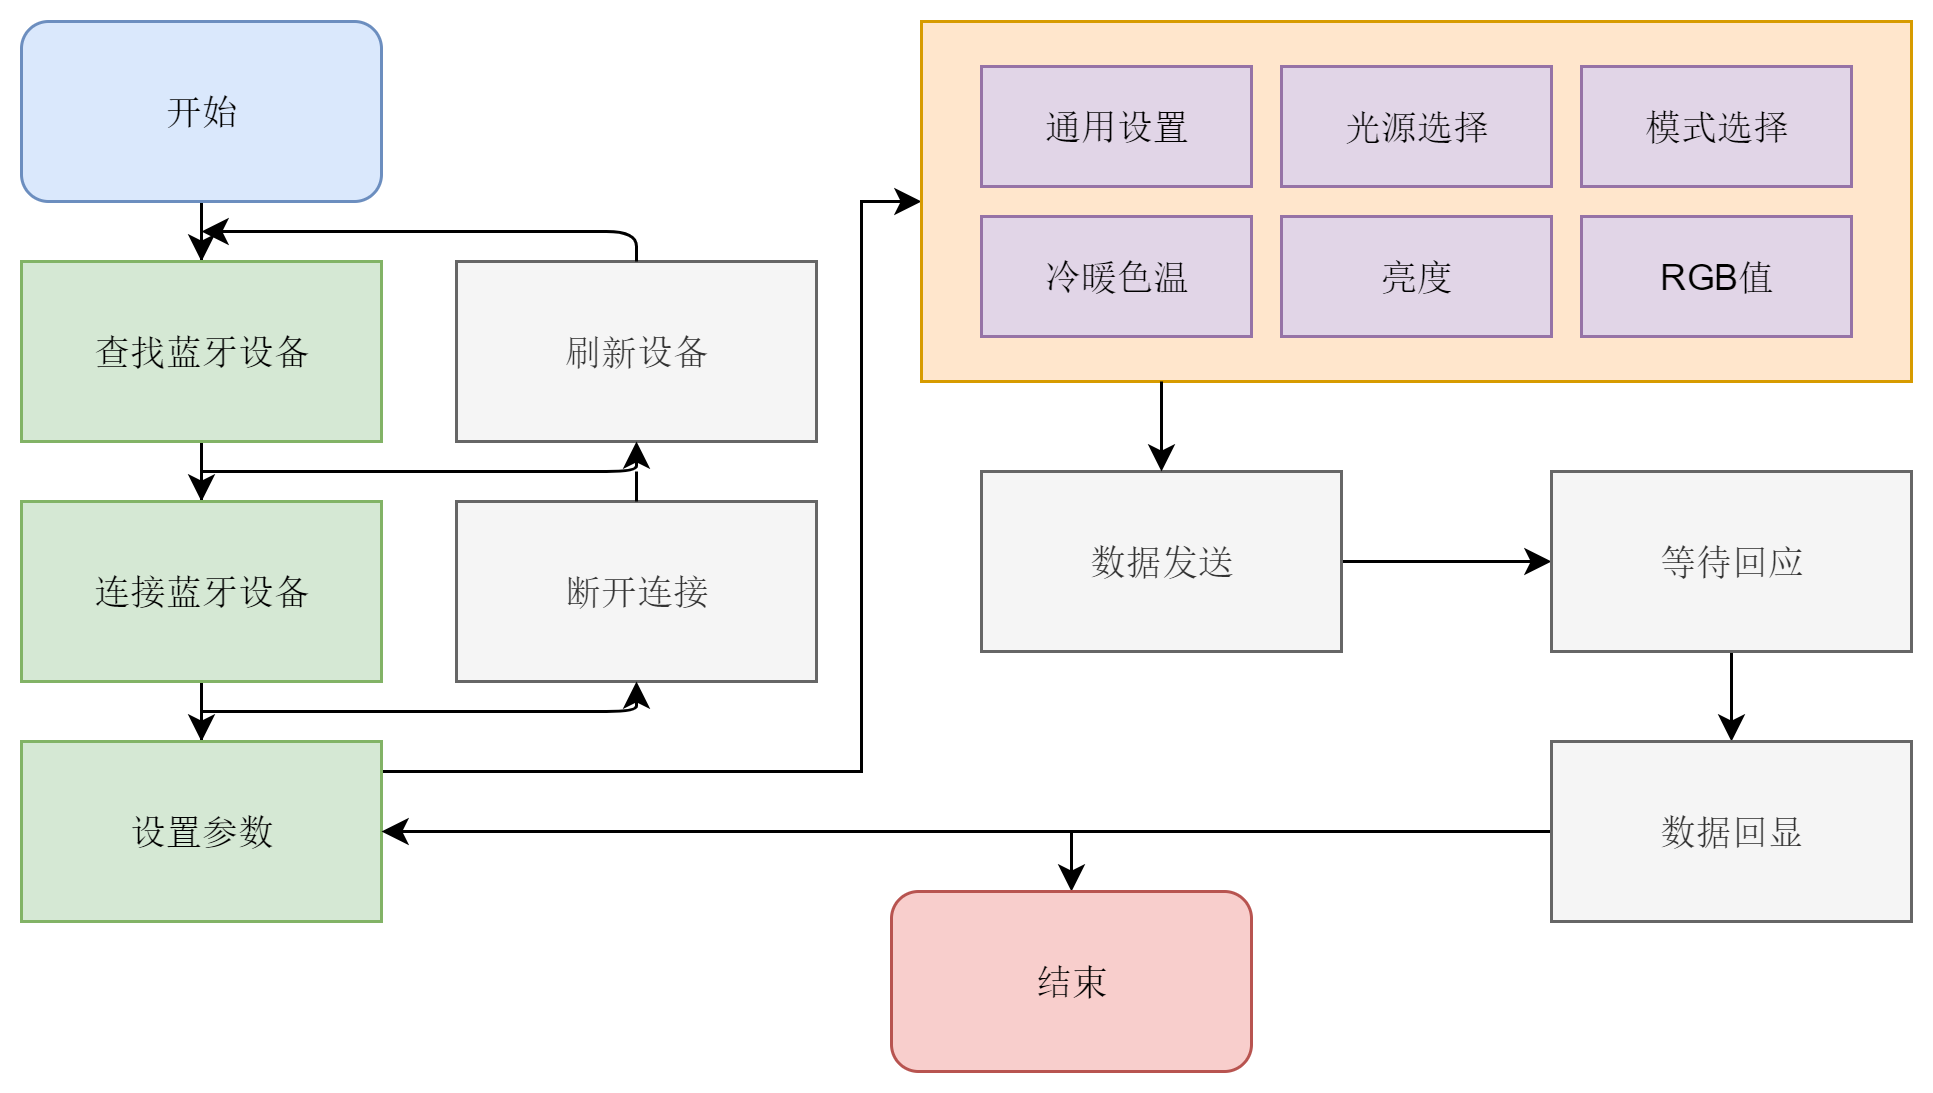 开始
查找蓝牙设备
刷新设备
连接蓝牙设备
断开连接
设置参数
通用设置
光源选择
模式选择
冷暖色温
亮度
RGB值
数据发送
等待回应
数据回显
结束